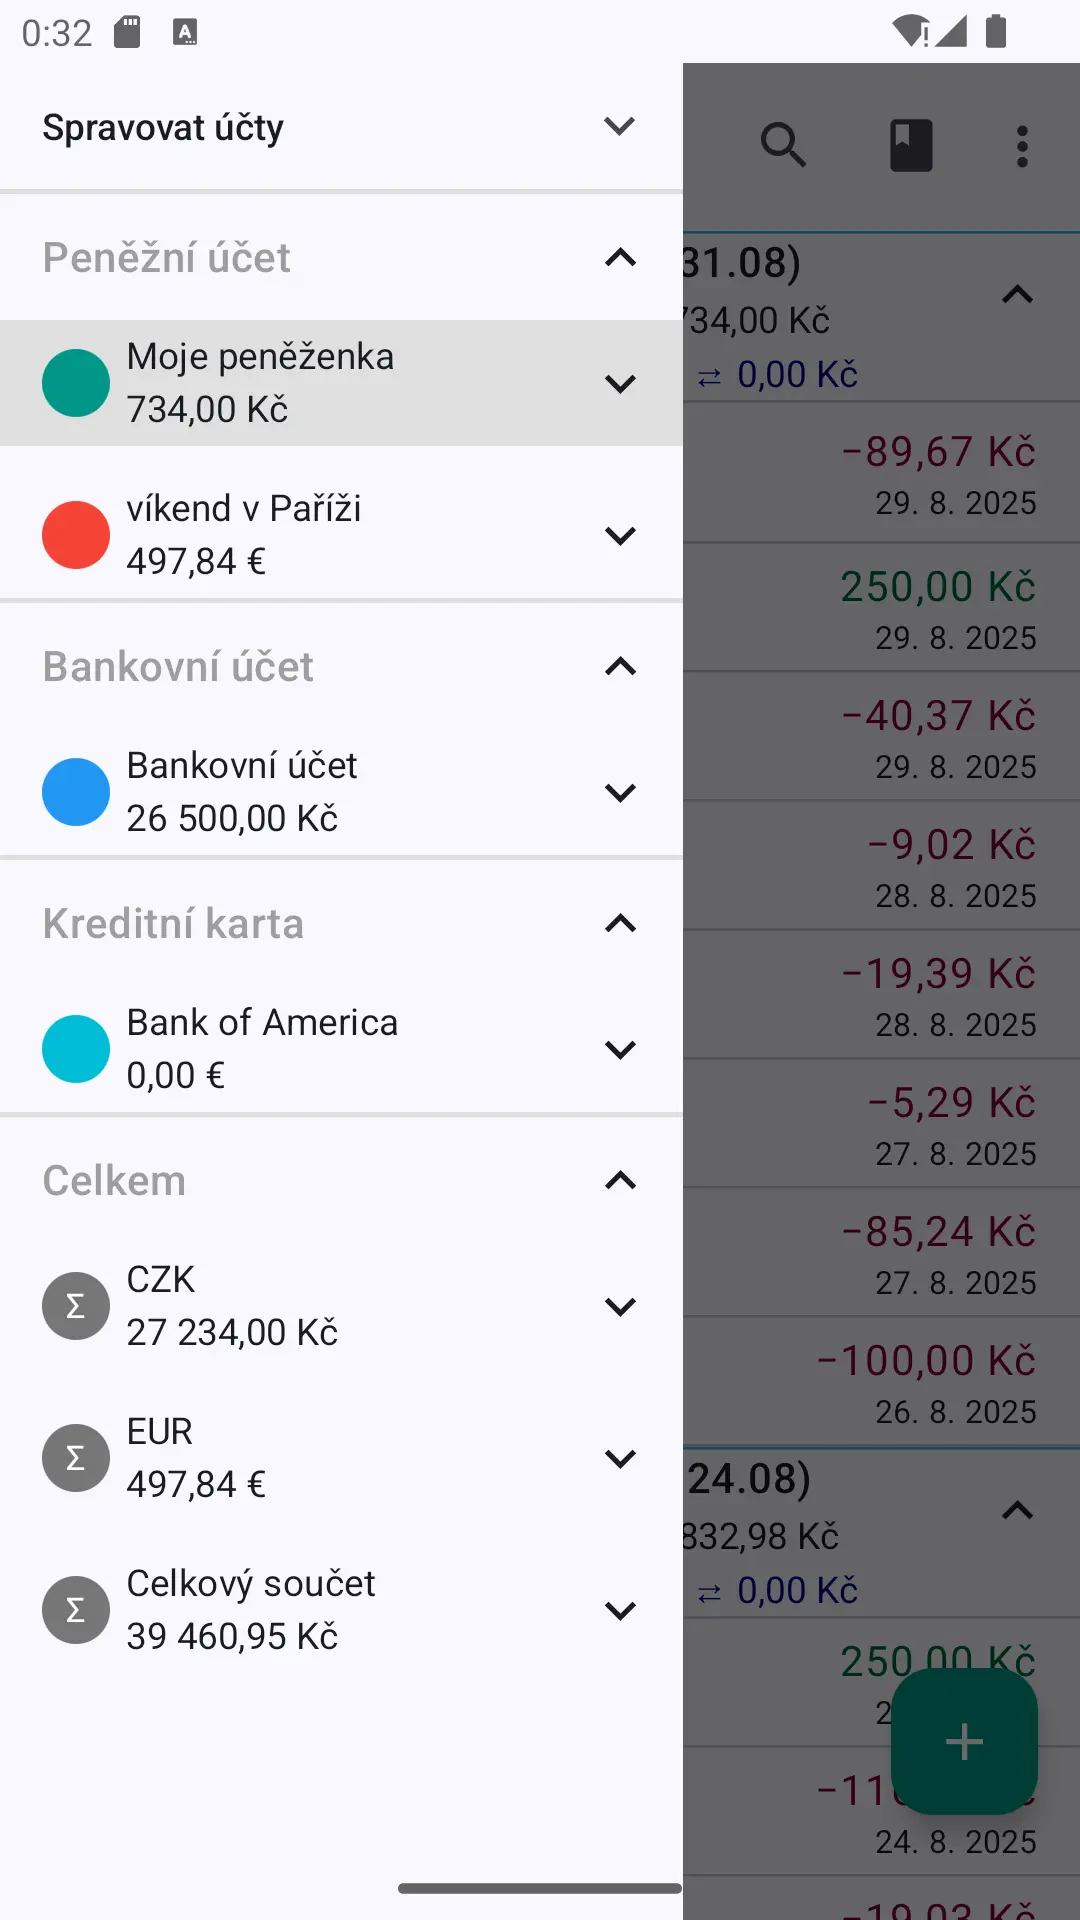 0:32
Spravovat účty
Peněžní účet
Moje peněženka
734,00 Kč
víkend v Paříži
497,84 €
Bankovní účet
Bankovní účet
26 500,00 Kč
Kreditní karta
Bank of America
0,00 €
Celkem
Σ
CZK
27 234,00 Kč
Σ
EUR
497,84 €
Σ
Celkový součet
39 460,95 Kč
31.08)
734,00 Kč
⇄ 0,00 Kč
−89,67 Kč
29. 8. 2025
250,00 Kč
29. 8. 2025
−40,37 Kč
29. 8. 2025
−9,02 Kč
28. 8. 2025
−19,39 Kč
28. 8. 2025
−5,29 Kč
27. 8. 2025
−85,24 Kč
27. 8. 2025
−100,00 Kč
26. 8. 2025
24.08)
832,98 Kč
⇄ 0,00 Kč
250,00 Kč
24. 8. 2025
−19,03 Kč